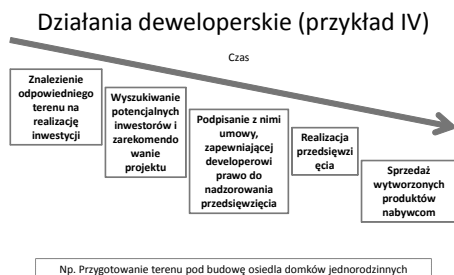 Działania deweloperskie (przykład IV)
Czas
Znalezienie
odpowiedniego
terenu na
realizację
inwestycji
Wyszukiwanie
potencjalnych
inwestorów i
zarekomendo
wanie
projektu
Podpisanie z nimi
umowy,
zapewniającej
developerowi
prawo do
nadzorowania
przedsięwzięcia
Realizacja
przedsięwzi
ęcia
Sprzedaż
wytworzonych
produktów
nabywcom
Np. Przygotowanie terenu pod budowę osiedla domków jednorodzinnych